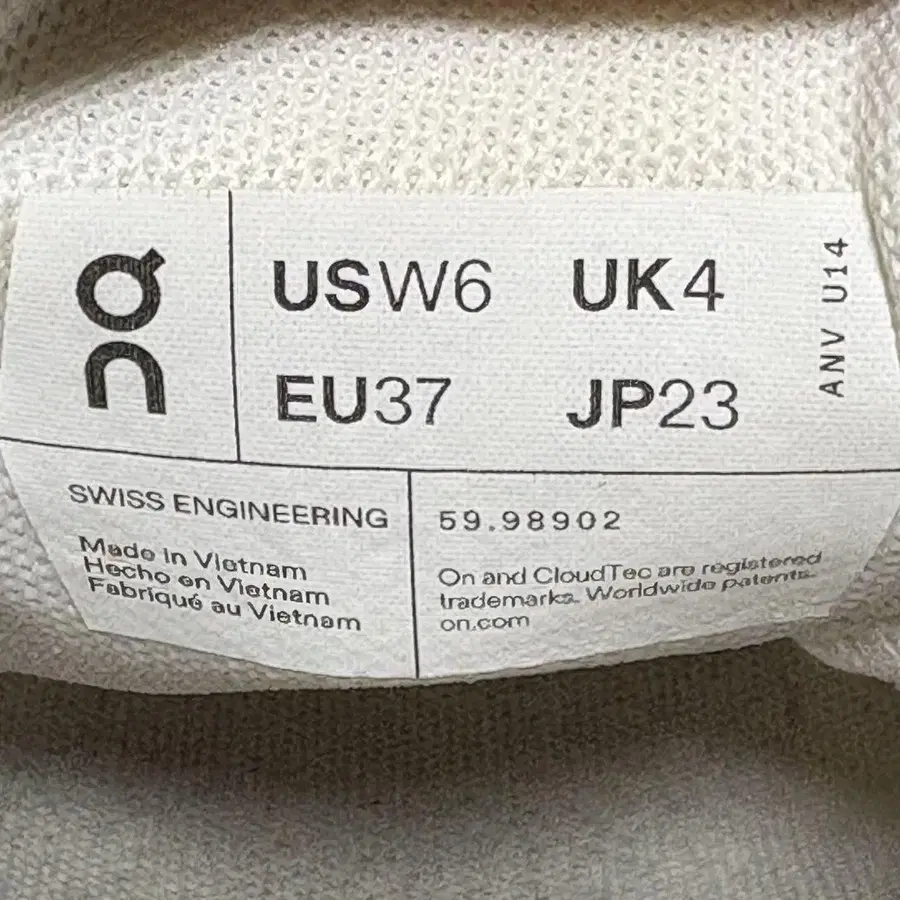 On
USW6 UK4
EU37 JP23
ANV U14
SWISS ENGINEERING
Made in Vietnam
Hecho en Vietnam
Fabriqué au Vietnam
59.98902
On and CloudTec are registered
trademarks. Worldwide patents.
on.com